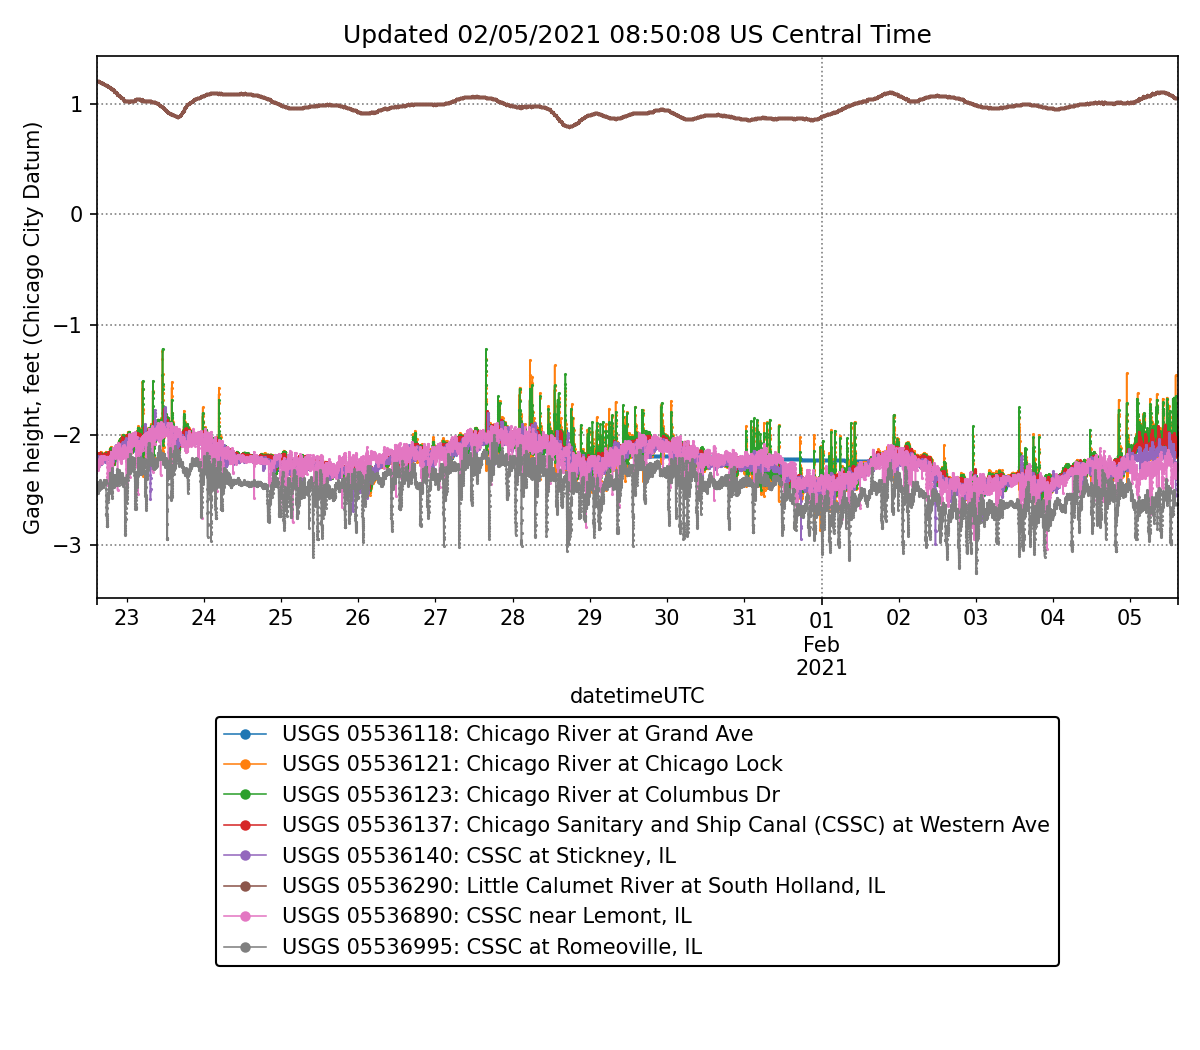 Updated 02/05/2021 08:50:08 US Central Time
Gage height, feet (Chicago City Datum)
1
0
−1
−2
−3
23 24 25 26 27 28 29 30 31 01 02 03 04 05
Feb
2021
datetimeUTC
USGS 05536118: Chicago River at Grand Ave
USGS 05536121: Chicago River at Chicago Lock
USGS 05536123: Chicago River at Columbus Dr
USGS 05536137: Chicago Sanitary and Ship Canal (CSSC) at Western Ave
USGS 05536140: CSSC at Stickney, IL
USGS 05536290: Little Calumet River at South Holland, IL
USGS 05536890: CSSC near Lemont, IL
USGS 05536995: CSSC at Romeoville, IL